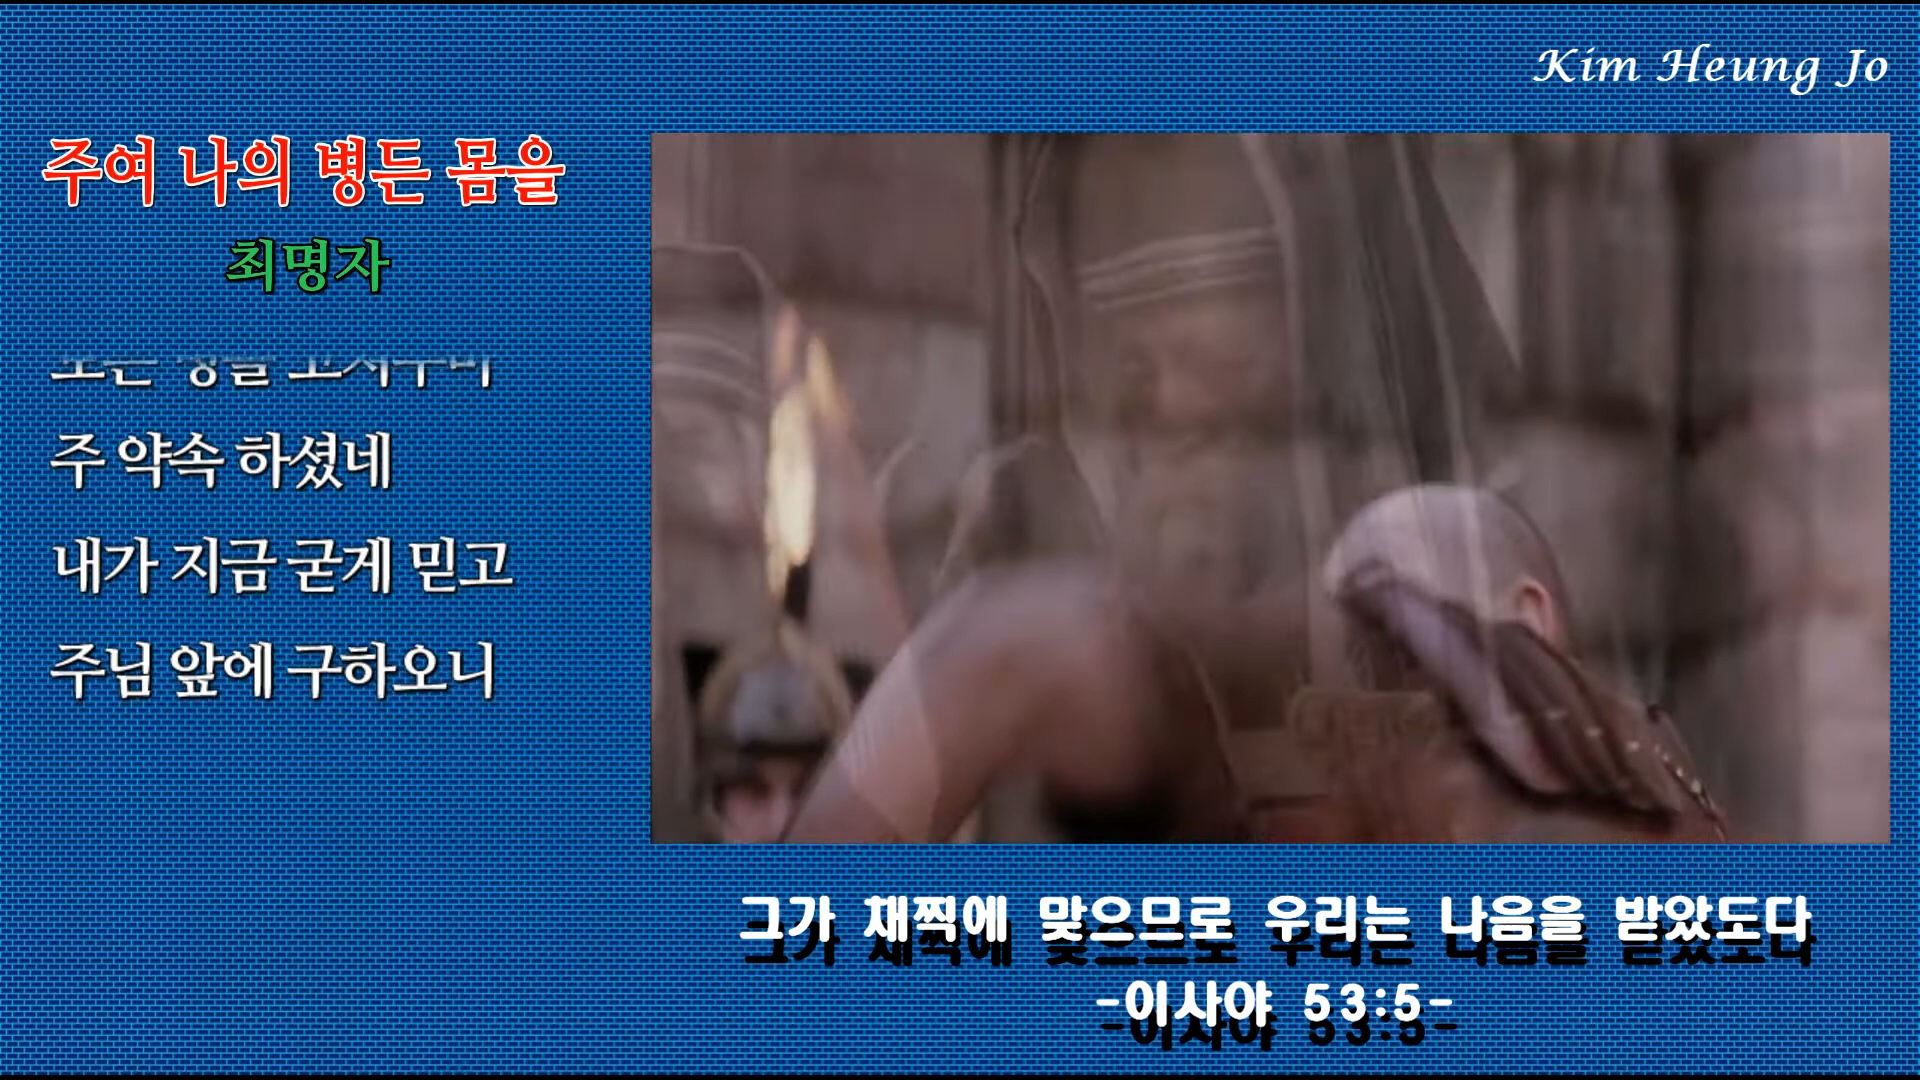 Kim Heung Jo
주여 나의 병든 몸을
최명자
주 약속 하셨네
내가 지금 굳게 믿고
주님 앞에 구하오니
그가 채찍에 맞으므로 우리는 나음을 받았도다
-이사야 53:5-